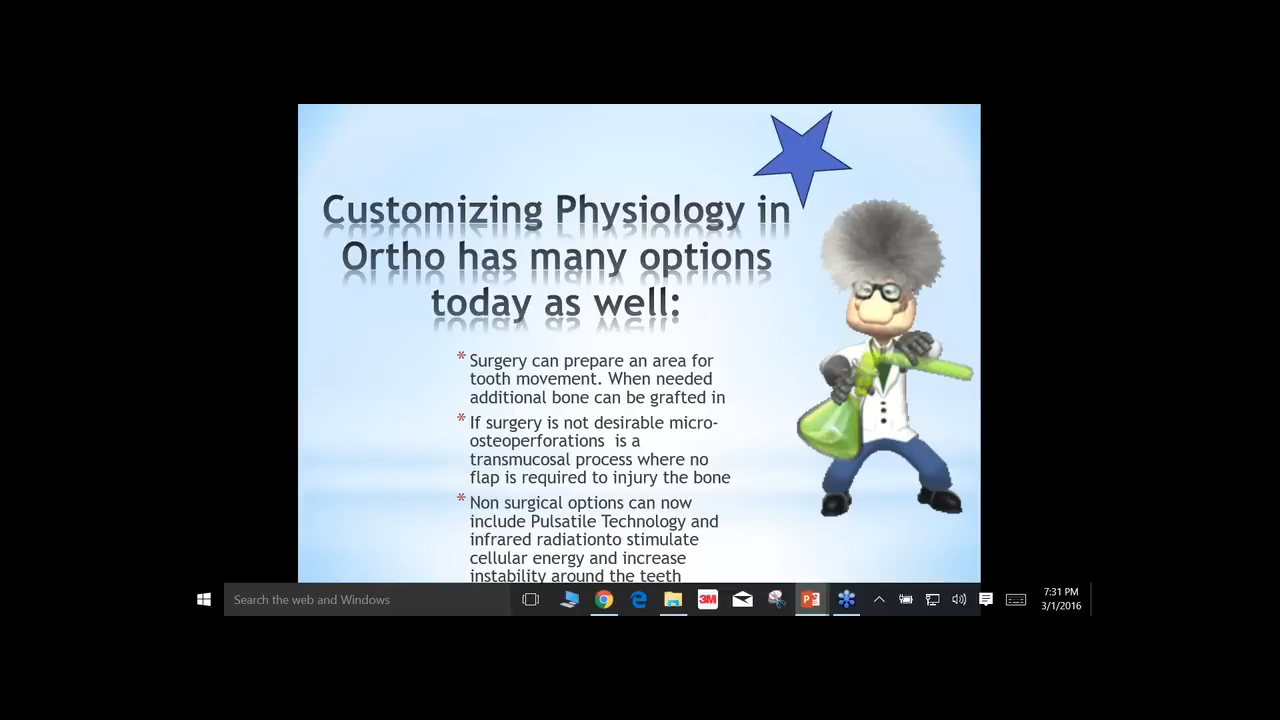 Customizing Physiology in
Ortho has many options
today as well:
* Surgery can prepare an area for
tooth movement. When needed
additional bone can be grafted in
* If surgery is not desirable micro-
osteoperforations is a
transmucosal process where no
flap is required to injury the bone
* Non surgical options can now
include Pulsatile Technology and
infrared radiationto stimulate
cellular energy and increase
instability around the teeth
Search the web and Windows
3M
7:31 PM
3/1/2016